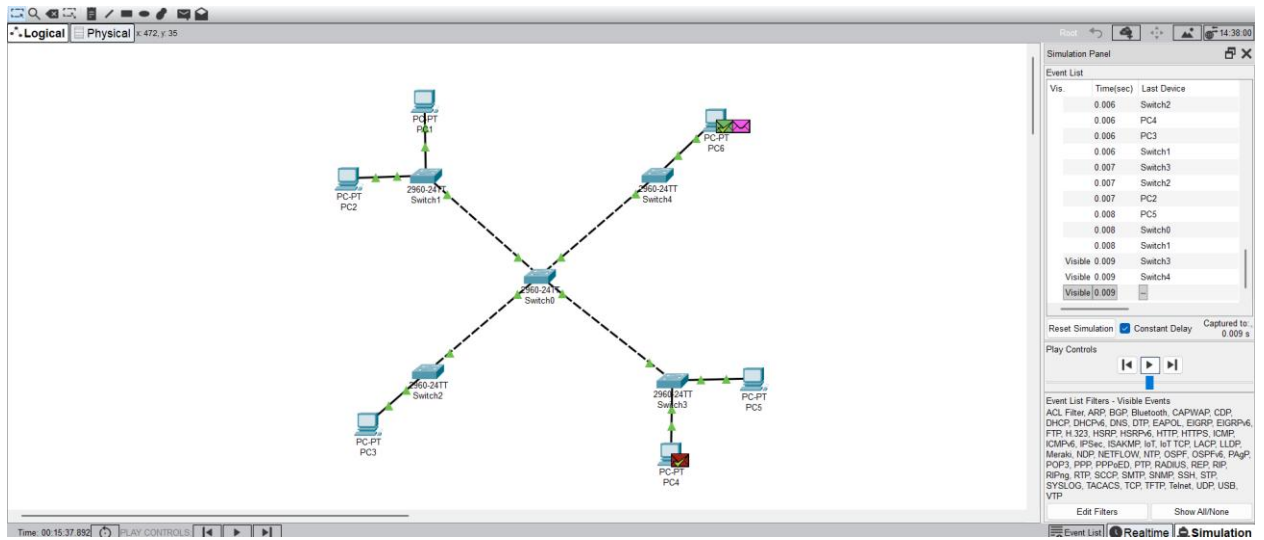 Logical Physical x: 472, y: 35
Root 14:38:00
PC-PT
PC1
PC-PT
PC2
2960-24TT
Switch1
PC-PT
PC6
2960-24TT
Switch4
2960-24TT
Switch0
2960-24TT
Switch2
PC-PT
PC3
2960-24TT
Switch3
PC-PT
PC5
PC-PT
PC4
Simulation Panel
Event List
Vis. Time(sec) Last Device
0.006 Switch2
0.006 PC4
0.006 PC3
0.006 Switch1
0.007 Switch3
0.007 Switch2
0.007 PC2
0.008 PC5
0.008 Switch0
0.008 Switch1
Visible 0.009 Switch3
Visible 0.009 Switch4
Visible 0.009 --
Reset Simulation Constant Delay Captured to:
0.009 s
Play Controls
Event List Filters - Visible Events
ACL Filter, ARP, BGP, Bluetooth, CAPWAP, CDP,
DHCP, DHCPv6, DNS, DTP, EAPOL, EIGRP, EIGRPv6,
FTP, H.323, HSRP, HSRPv6, HTTP, HTTPS, ICMP,
ICMPv6, IPSec, ISAKMP, IoT, IoT TCP, LACP, LLDP,
Meraki, NDP, NETFLOW, NTP, OSPF, OSPFv6, PAgP,
POP3, PPP, PPPoED, PTP, RADIUS, REP, RIP,
RIPng, RTP, SCCP, SMTP, SNMP, SSH, STP,
SYSLOG, TACACS, TCP, TFTP, Telnet, UDP, USB,
VTP
Edit Filters Show All/None
Time: 00:15:37.892 PLAY CONTROLS: Event List Realtime Simulation